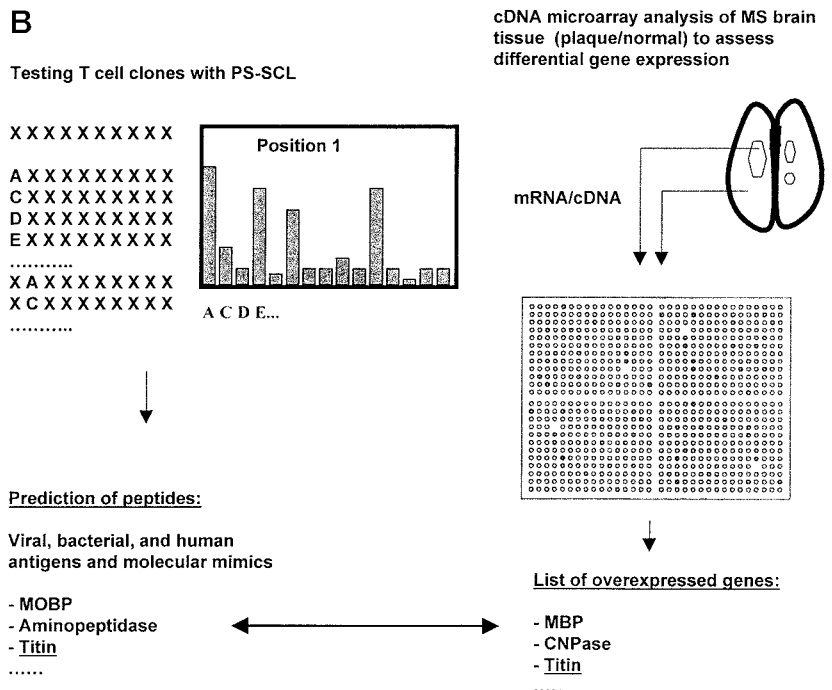 B
Testing T cell clones with PS-SCL
X X X X X X X X X X
A X X X X X X X X X
C X X X X X X X X X
D X X X X X X X X X
E X X X X X X X X X
...........
X A X X X X X X X X
X C X X X X X X X X
...........
Position 1
A C D E...
Prediction of peptides:
Viral, bacterial, and human
antigens and molecular mimics
- MOBP
- Aminopeptidase
- Titin
......
cDNA microarray analysis of MS brain
tissue (plaque/normal) to assess
differential gene expression
mRNA/cDNA
List of overexpressed genes:
- MBP
- CNPase
- Titin
.....